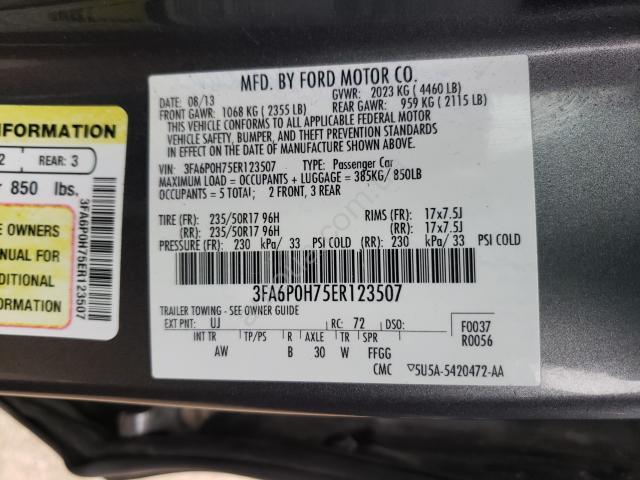 MFD. BY FORD MOTOR CO.
DATE: 08/13 GVWR: 2023 KG ( 4460 LB)
FRONT GAWR: 1068 KG ( 2355 LB) REAR GAWR: 959 KG ( 2115 LB)
THIS VEHICLE CONFORMS TO ALL APPLICABLE FEDERAL MOTOR
VEHICLE SAFETY, BUMPER, AND THEFT PREVENTION STANDARDS
IN EFFECT ON THE DATE OF MANUFACTURE SHOWN ABOVE.
VIN: 3FA6P0H75ER123507 TYPE: Passenger Car
MAXIMUM LOAD = OCCUPANTS + LUGGAGE = 385KG/ 850LB
OCCUPANTS = 5 TOTAL; 2 FRONT, 3 REAR
TIRE (FR): 235/50R17 96H RIMS (FR): 17x7.5J
(RR): 235/50R17 96H (RR): 17x7.5J
PRESSURE (FR): 230 kPa/ 33 PSI COLD (RR): 230 kPa/ 33 PSI COLD
3FA6P0H75ER123507
TRAILER TOWING - SEE OWNER GUIDE
EXT PNT: UJ RC: 72 DSO: F0037
INT TR TP/PS R AXLE TR SPR R0056
AW B 30 W FFGG
CMC ▽5U5A-5420472-AA
INFORMATION
2 REAR: 3
850 lbs.
OWNERS
MANUAL FOR
DITIONAL
FORMATION
3FA6P0H75ER123507